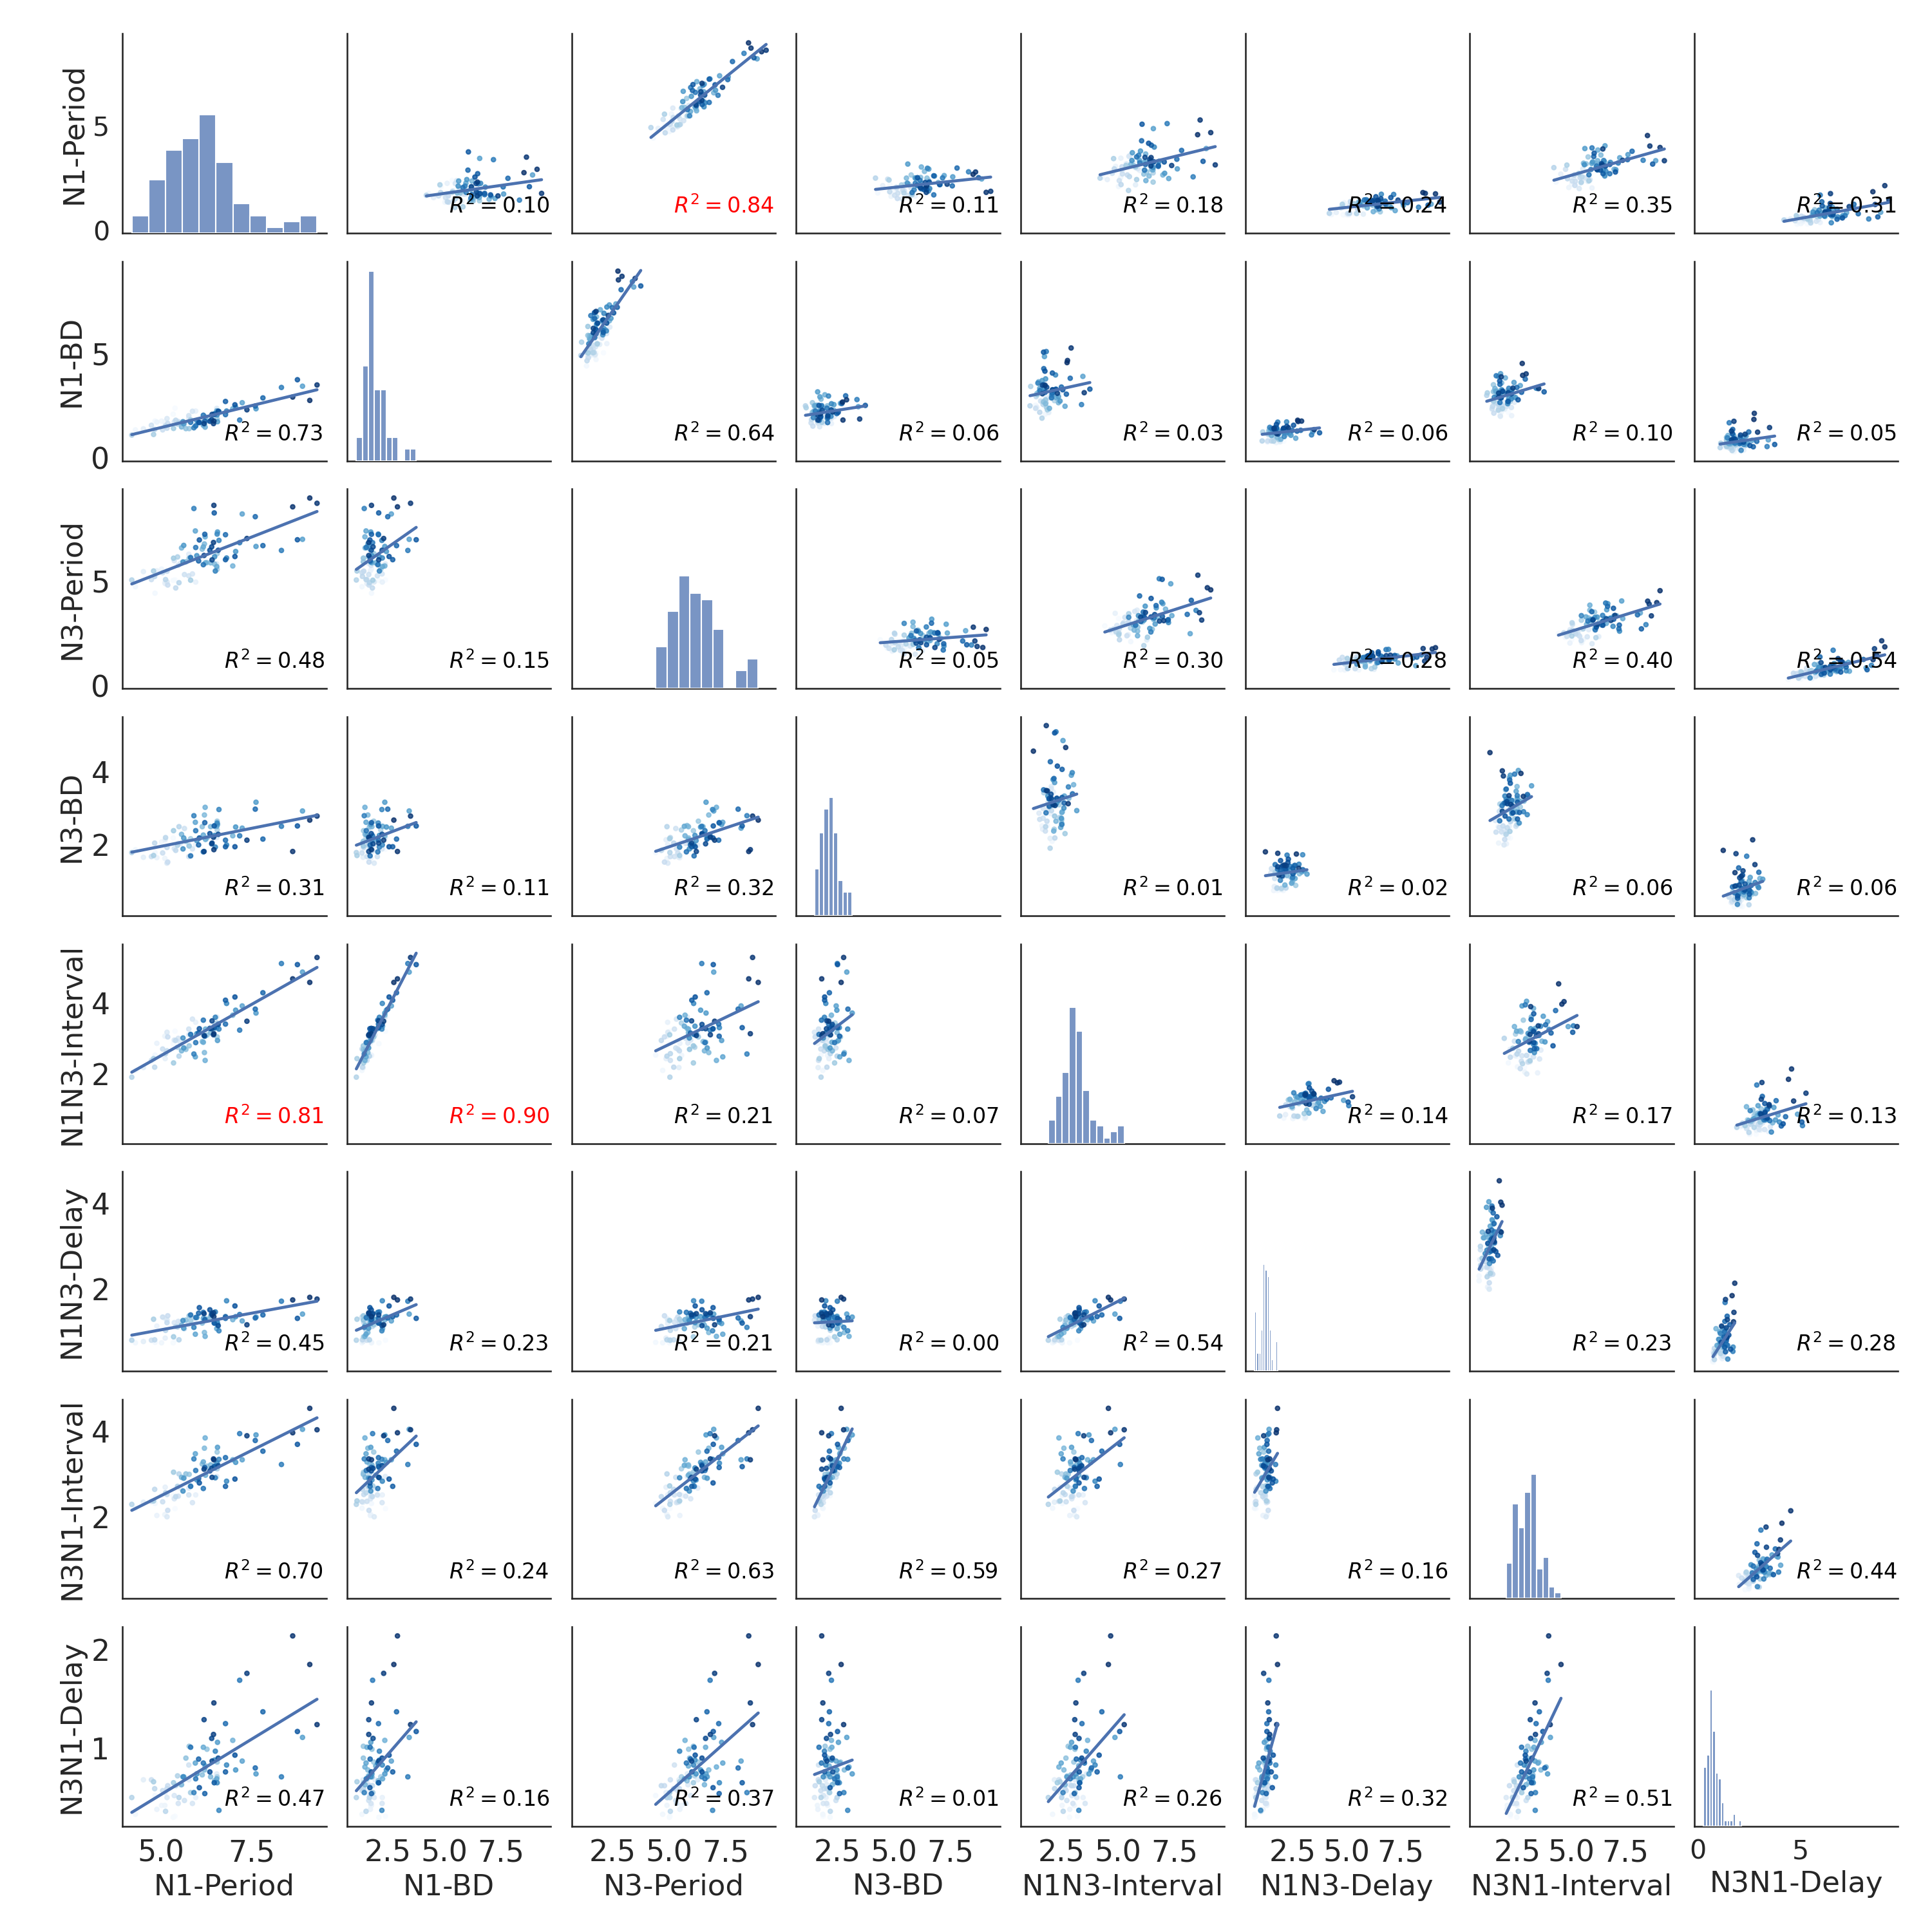 N1-Period
5
0
R² = 0.10
R² = 0.84
R² = 0.11
R² = 0.18
R² = 0.24
R² = 0.35
R² = 0.31
N1-BD
5
0
R² = 0.73
R² = 0.64
R² = 0.06
R² = 0.03
R² = 0.06
R² = 0.10
R² = 0.05
N3-Period
5
0
R² = 0.48
R² = 0.15
R² = 0.05
R² = 0.30
R² = 0.28
R² = 0.40
R² = 0.54
N3-BD
4
2
R² = 0.31
R² = 0.11
R² = 0.32
R² = 0.01
R² = 0.02
R² = 0.06
R² = 0.06
N1N3-Interval
4
2
R² = 0.81
R² = 0.90
R² = 0.21
R² = 0.07
R² = 0.14
R² = 0.17
R² = 0.13
N1N3-Delay
4
2
R² = 0.45
R² = 0.23
R² = 0.21
R² = 0.00
R² = 0.54
R² = 0.23
R² = 0.28
N3N1-Interval
4
2
R² = 0.70
R² = 0.24
R² = 0.63
R² = 0.59
R² = 0.27
R² = 0.16
R² = 0.44
N3N1-Delay
2
1
R² = 0.47
R² = 0.16
R² = 0.37
R² = 0.01
R² = 0.26
R² = 0.32
R² = 0.51
5.0 7.5
2.5 5.0 7.5
2.5 5.0 7.5
2.5 5.0 7.5
2.5 5.0 7.5
2.5 5.0 7.5
2.5 5.0 7.5
0 5
N1-Period
N1-BD
N3-Period
N3-BD
N1N3-Interval
N1N3-Delay
N3N1-Interval
N3N1-Delay